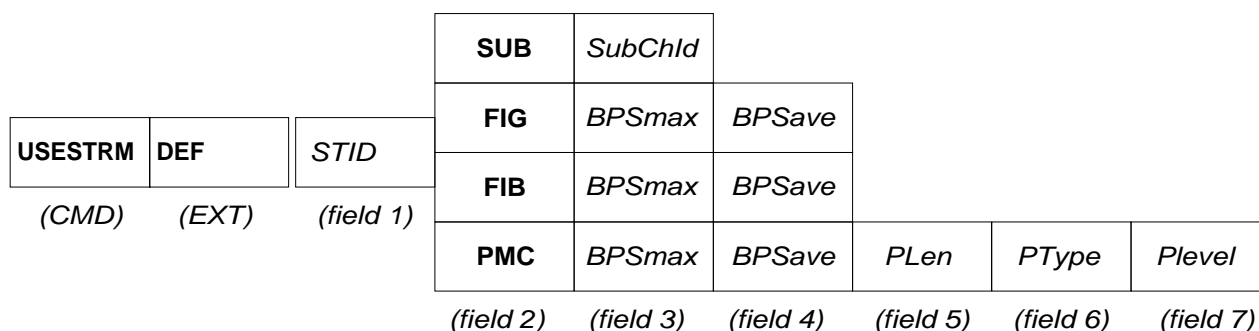 SUB SubChId
FIG BPSmax BPSave
USESTRM DEF STID
FIB BPSmax BPSave
(CMD) (EXT) (field 1)
PMC BPSmax BPSave PLen PType Plevel
(field 2) (field 3) (field 4) (field 5) (field 6) (field 7)